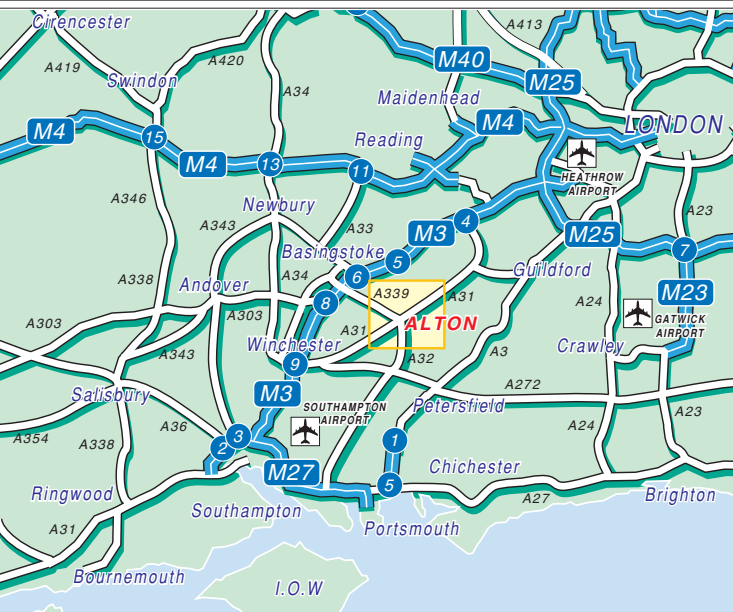 Cirencester
A413
A419
A420
Swindon
M40
M25
A34
Maidenhead
M4
LONDON
M4
15
Reading
M4
13
11
HEATHROW
AIRPORT
A346
Newbury
A23
A343
A33
4
M3
M25
Basingstoke
5
7
6
Guildford
A338
A34
Andover
A339
A31
M23
8
A24
A303
A303
A31
ALTON
GATWICK
AIRPORT
Winchester
Crawley
A343
A32
A3
9
A272
Salisbury
M3
SOUTHAMPTON
AIRPORT
Petersfield
A23
A36
A24
A354
A338
3
2
1
M27
Chichester
5
Ringwood
A27
Brighton
Southampton
A31
Portsmouth
Bournemouth
I.O.W